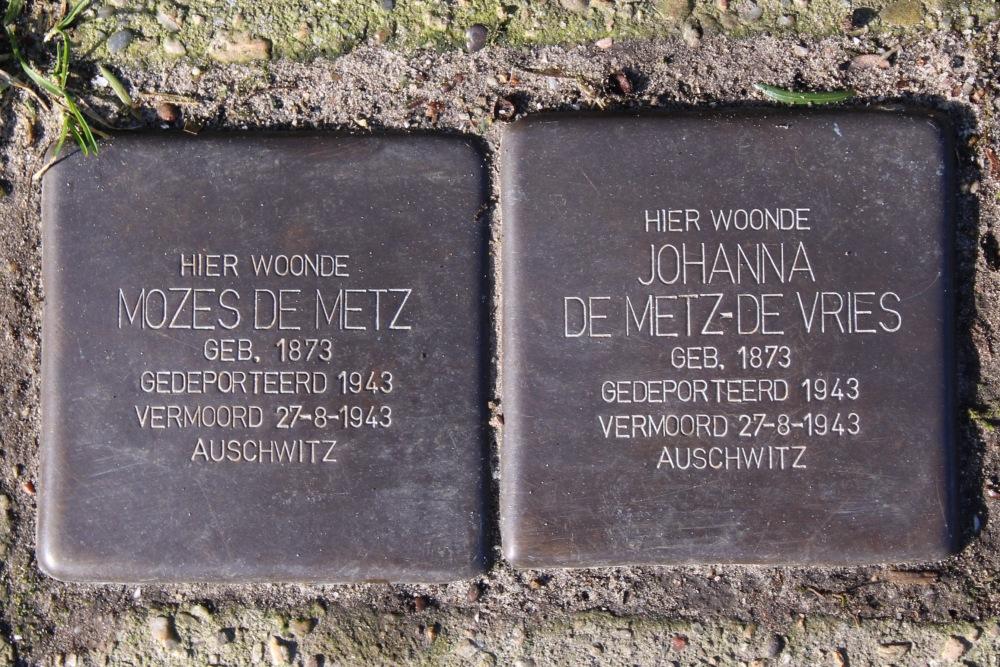 HIER WOONDE
MOZES DE METZ
GEB. 1873
GEDEPORTEERD 1943
VERMOORD 27-8-1943
AUSCHWITZ
HIER WOONDE
JOHANNA
DE METZ-DE VRIES
GEB. 1873
GEDEPORTEERD 1943
VERMOORD 27-8-1943
AUSCHWITZ